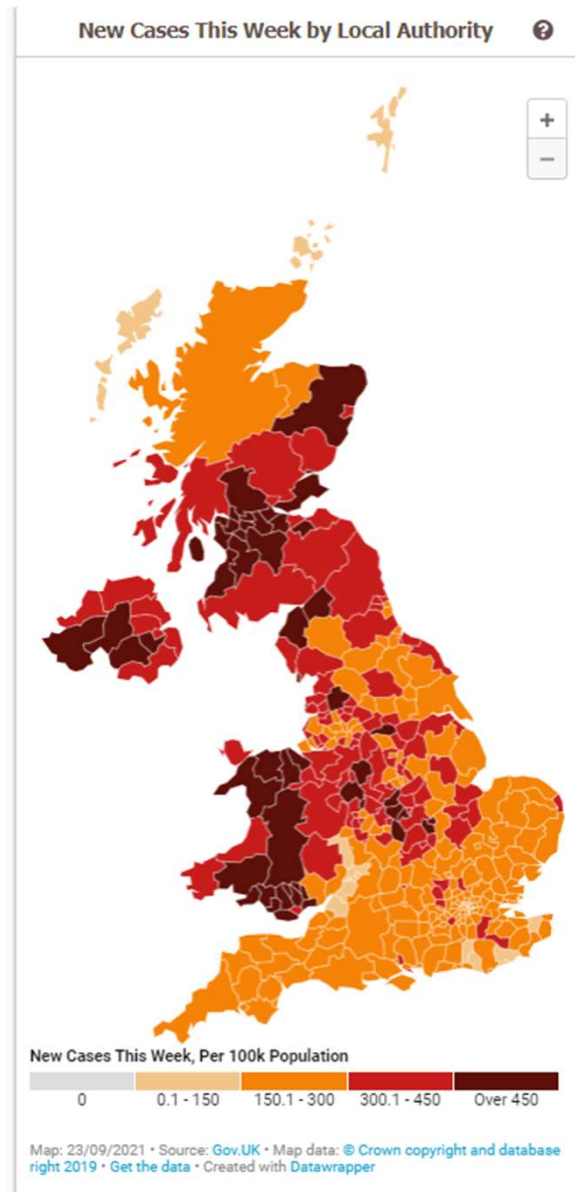 New Cases This Week by Local Authority ?
+
−
New Cases This Week, Per 100k Population
0 0.1 - 150 150.1 - 300 300.1 - 450 Over 450
Map: 23/09/2021 • Source: Gov.UK • Map data: © Crown copyright and database
right 2019 • Get the data • Created with Datawrapper